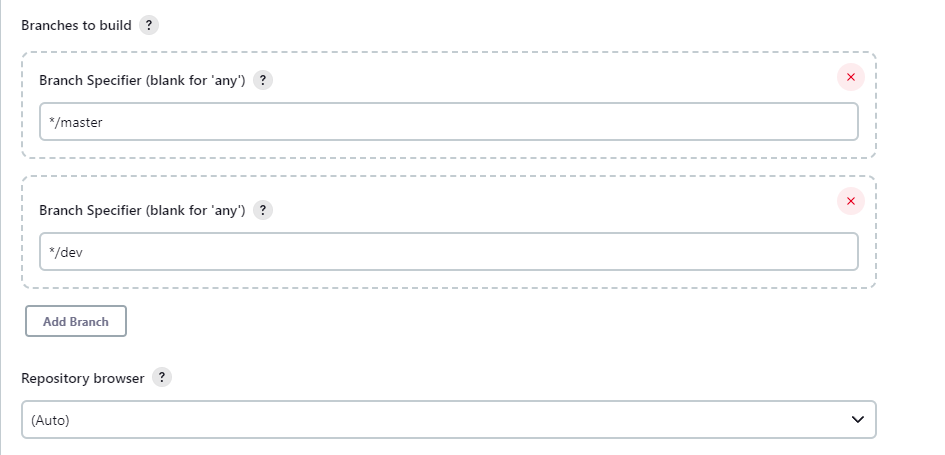 Branches to build ?
Branch Specifier (blank for 'any') ?
*/master
Branch Specifier (blank for 'any') ?
*/dev
Add Branch
Repository browser ?
(Auto)